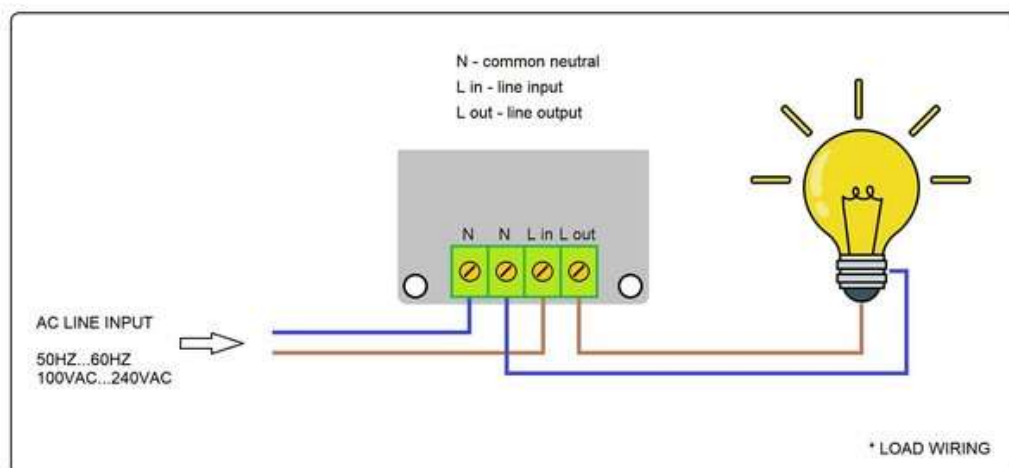 N - common neutral
L in - line input
L out - line output
N N L in L out
AC LINE INPUT
50HZ...60HZ
100VAC...240VAC
* LOAD WIRING